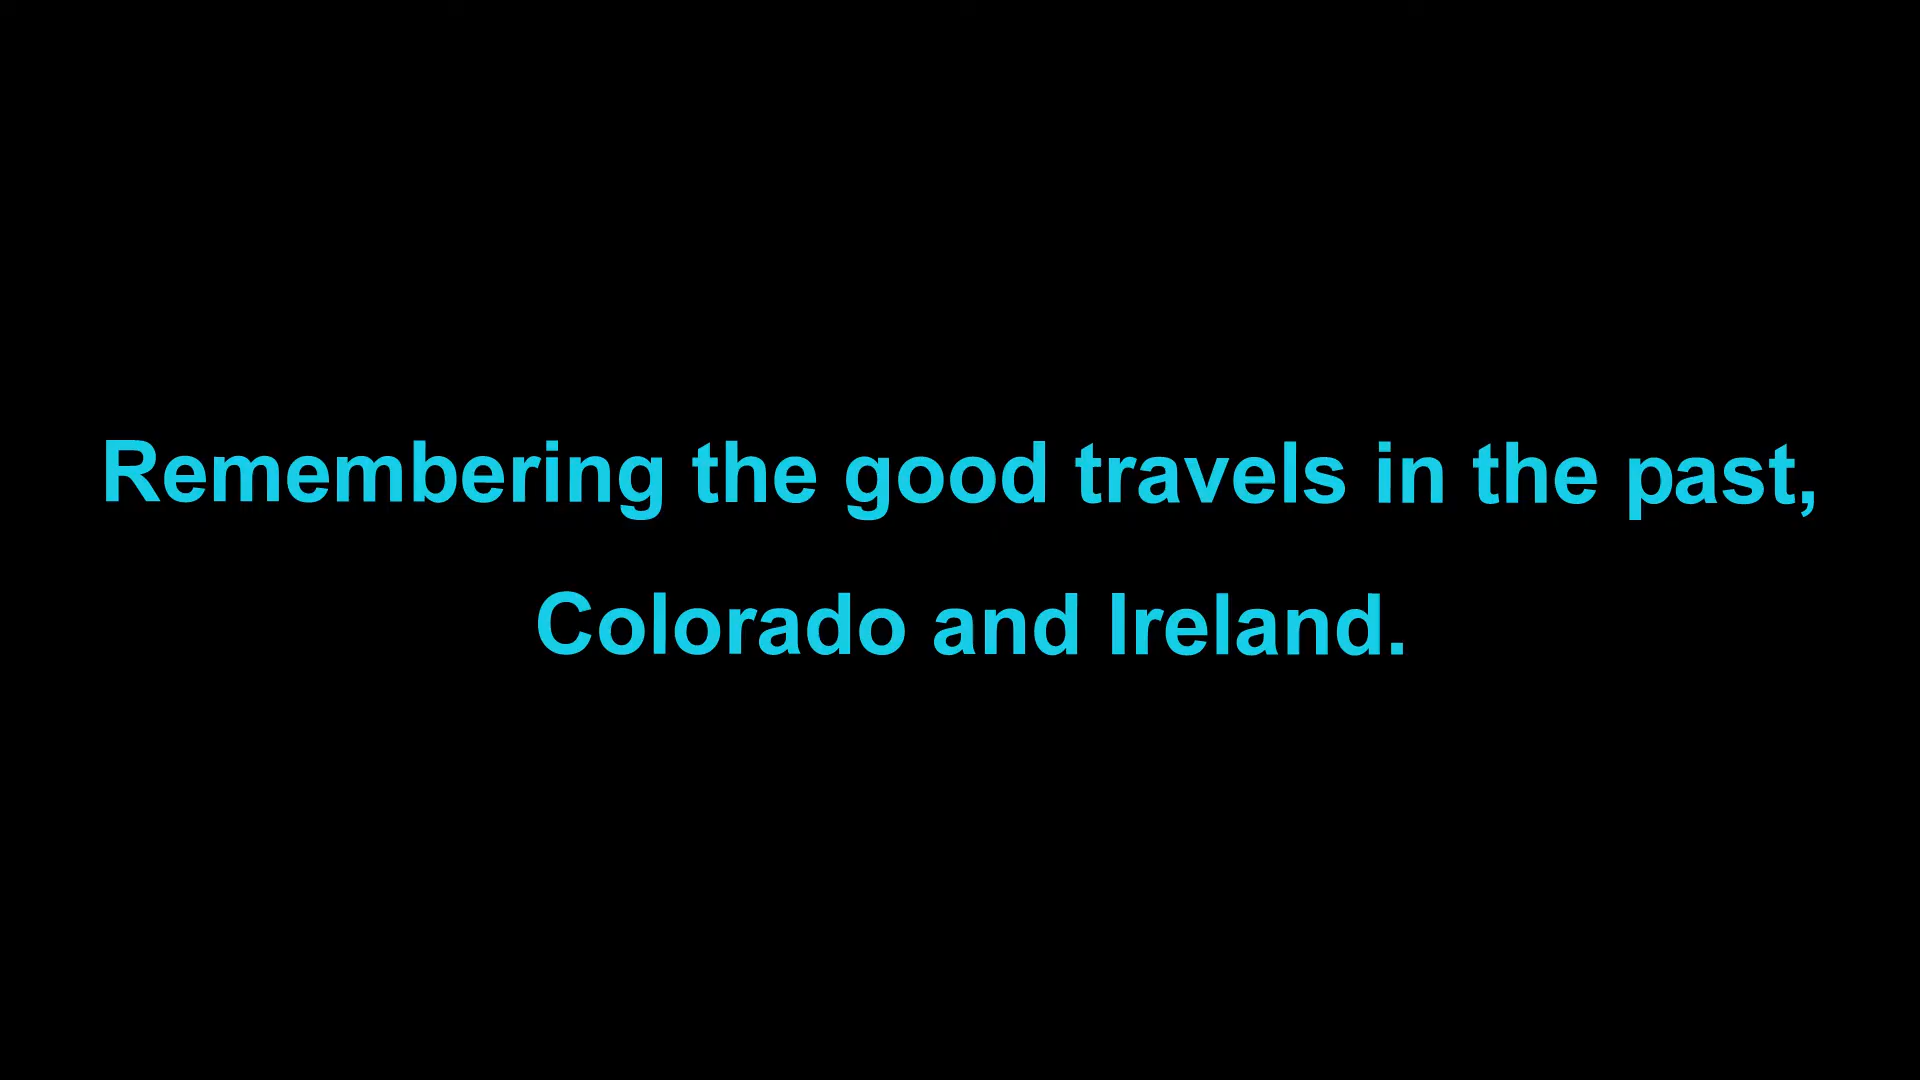 Remembering the good travels in the past,
Colorado and Ireland.